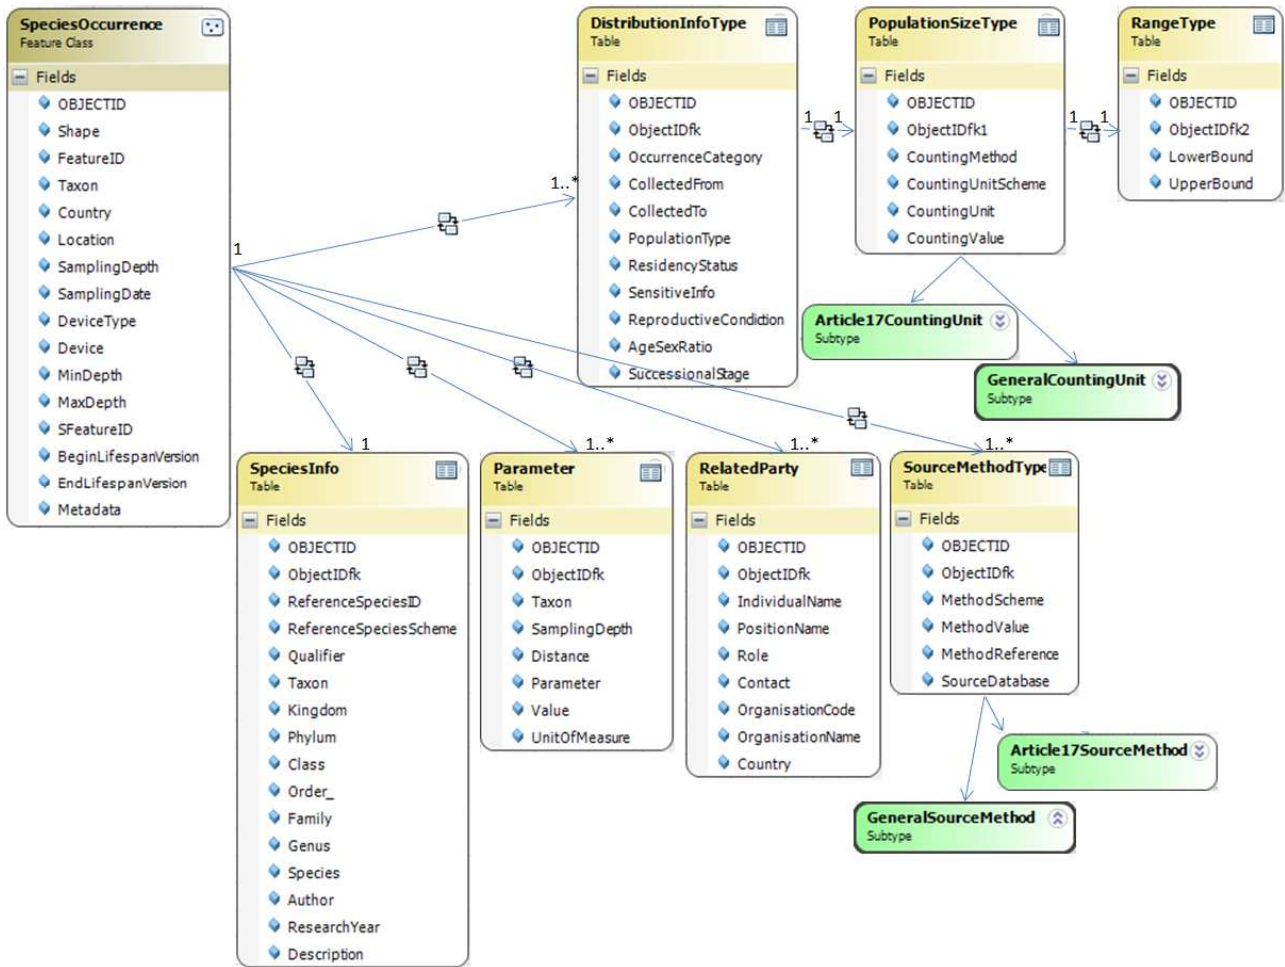 SpeciesOccurrence
Feature Class
Fields
OBJECTID
Shape
FeatureID
Taxon
Country
Location
SamplingDepth
SamplingDate
DeviceType
Device
MinDepth
MaxDepth
SFeatureID
BeginLifespanVersion
EndLifespanVersion
Metadata
1
1..*
DistributionInfoType
Table
Fields
OBJECTID
ObjectIDfk
OccurrenceCategory
CollectedFrom
CollectedTo
PopulationType
ResidencyStatus
SensitiveInfo
ReproductiveCondition
AgeSexRatio
SuccessionalStage
1
1
PopulationSizeType
Table
Fields
OBJECTID
ObjectIDfk1
CountingMethod
CountingUnitScheme
CountingUnit
CountingValue
1
1
RangeType
Table
Fields
OBJECTID
ObjectIDfk2
LowerBound
UpperBound
Article17CountingUnit
Subtype
GeneralCountingUnit
Subtype
1
SpeciesInfo
Table
Fields
OBJECTID
ObjectIDfk
ReferenceSpeciesID
ReferenceSpeciesScheme
Qualifier
Taxon
Kingdom
Phylum
Class
Order_
Family
Genus
Species
Author
ResearchYear
Description
1..*
Parameter
Table
Fields
OBJECTID
ObjectIDfk
Taxon
SamplingDepth
Distance
Parameter
Value
UnitOfMeasure
1..*
RelatedParty
Table
Fields
OBJECTID
ObjectIDfk
IndividualName
PositionName
Role
Contact
OrganisationCode
OrganisationName
Country
1..*
SourceMethodType
Table
Fields
OBJECTID
ObjectIDfk
MethodScheme
MethodValue
MethodReference
SourceDatabase
Article17SourceMethod
Subtype
GeneralSourceMethod
Subtype